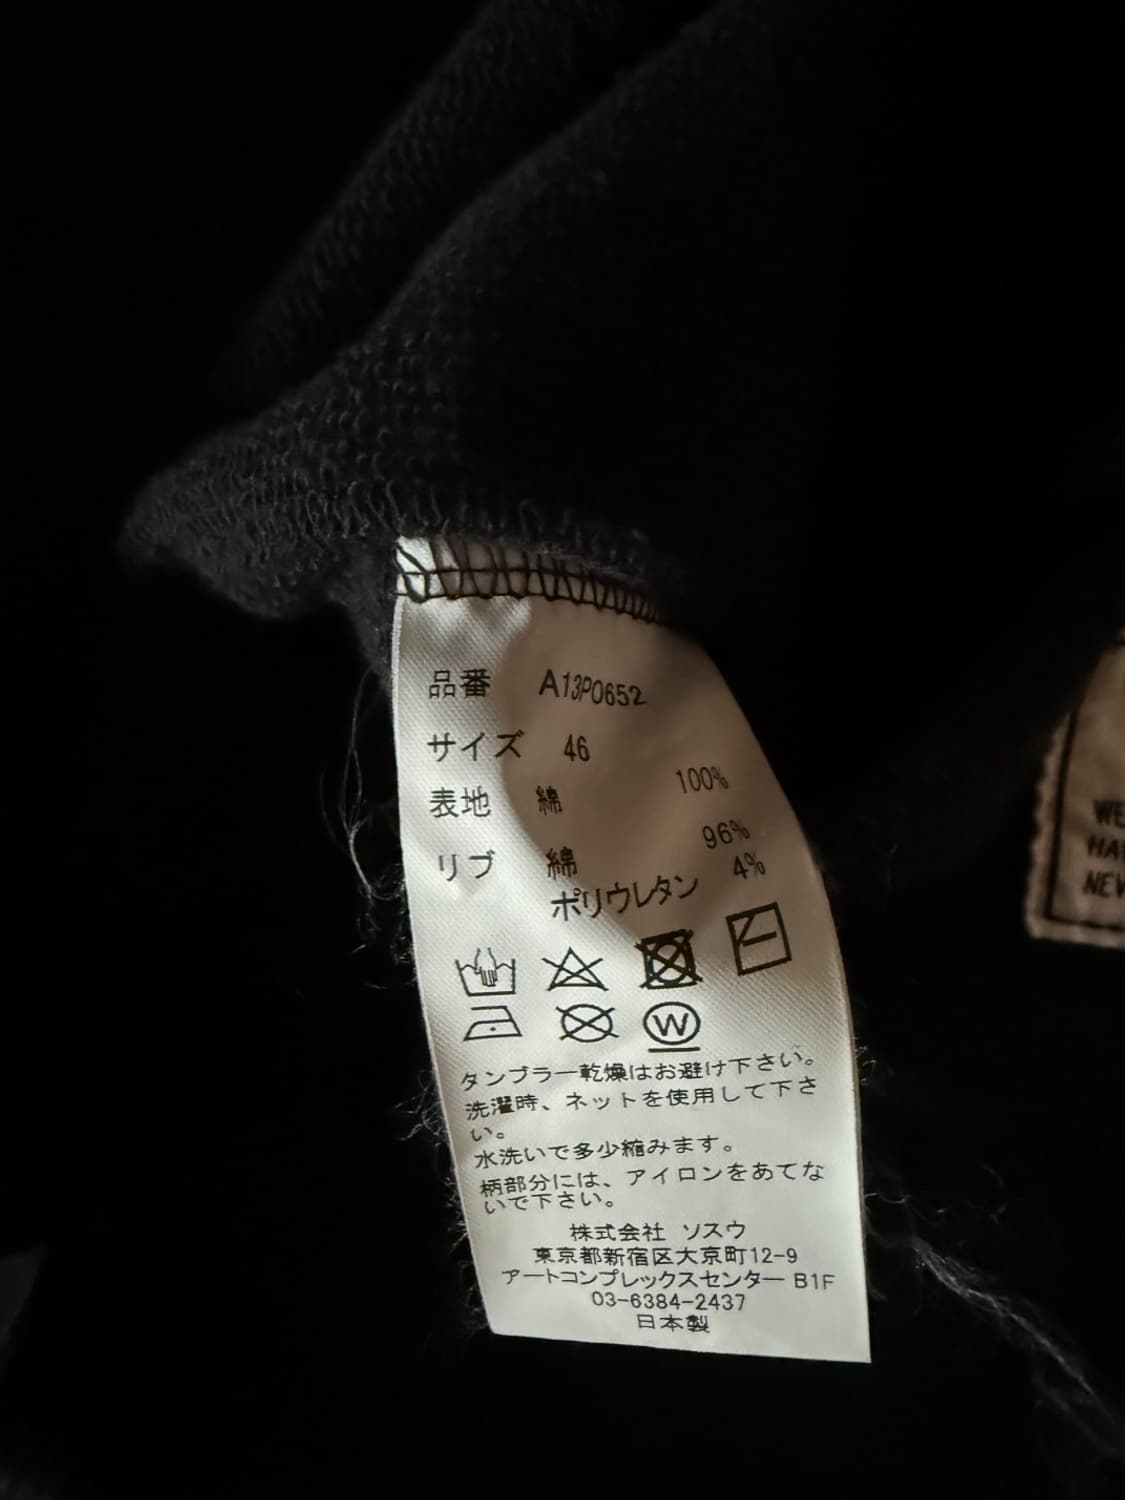 品番 A13P0652
サイズ 46
表地 綿 100%
リブ 綿 96%
ポリウレタン 4%
W
タンブラー乾燥はお避け下さい。
洗濯時、ネットを使用して下さ
い。
水洗いで多少縮みます。
柄部分には、アイロンをあてな
いで下さい。
株式会社 ソスウ
東京都新宿区大京町12-9
アートコンプレックスセンター B1F
03-6384-2437
日本製
WE
HA
NEV